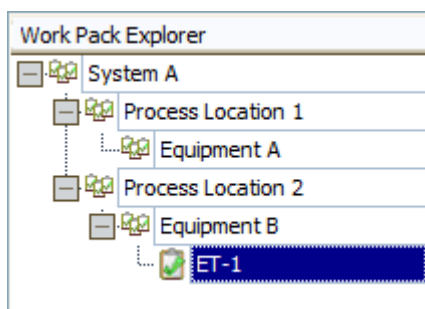 Work Pack Explorer
System A
Process Location 1
Equipment A
Process Location 2
Equipment B
ET-1